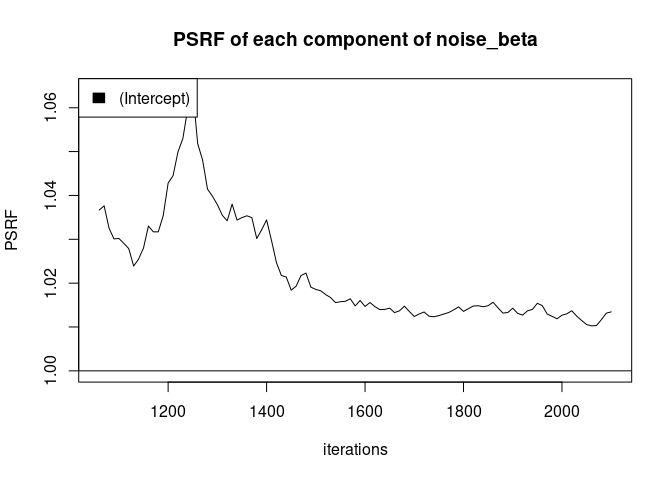 PSRF of each component of noise_beta
(Intercept)
PSRF
1.06
1.04
1.02
1.00
1200 1400 1600 1800 2000
iterations